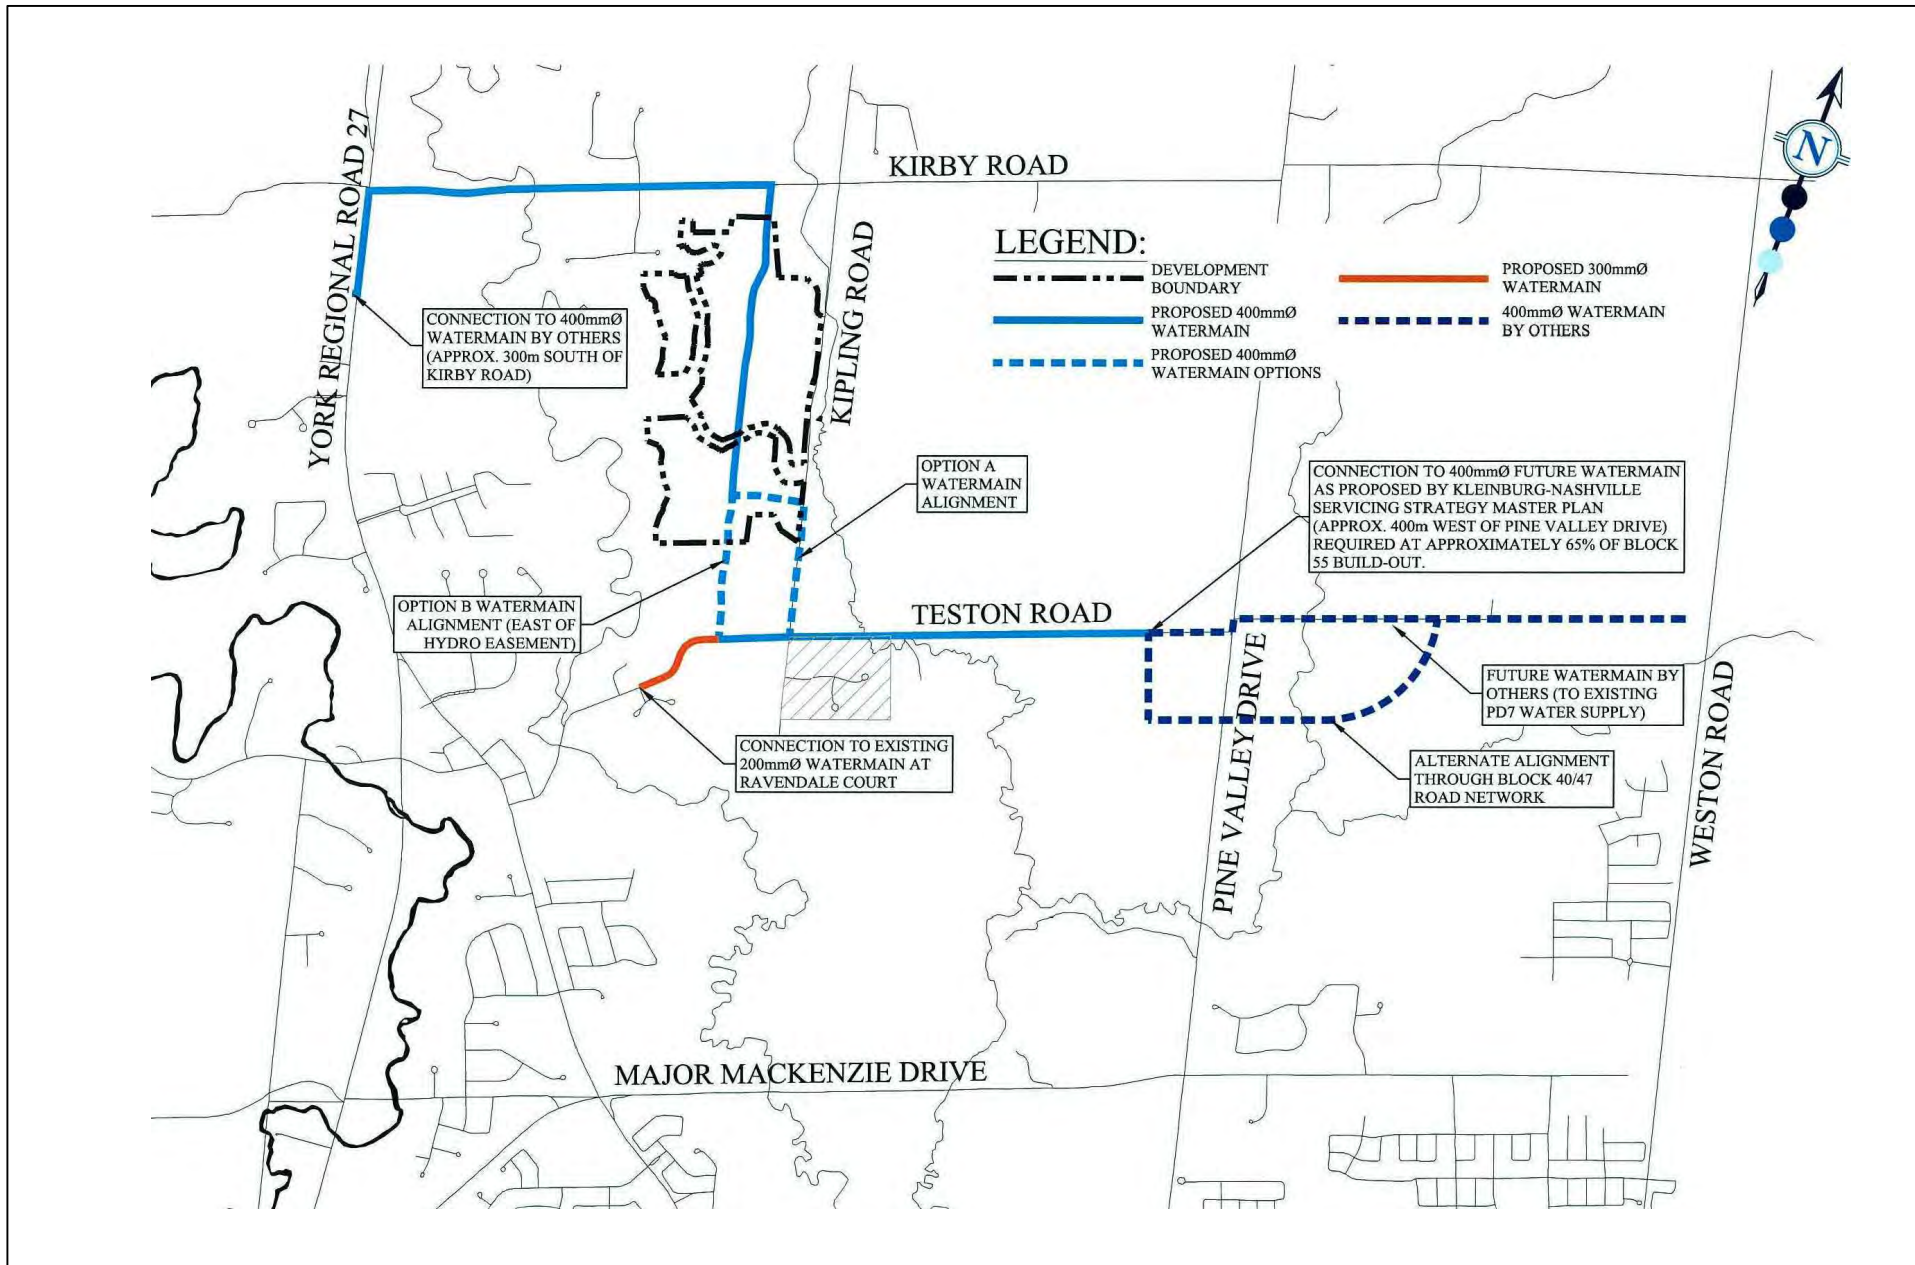 KIRBY ROAD
YORK REGIONAL ROAD 27
KIPLING ROAD
N
LEGEND:
DEVELOPMENT
BOUNDARY
PROPOSED 400mmØ
WATERMAIN
PROPOSED 400mmØ
WATERMAIN OPTIONS
PROPOSED 300mmØ
WATERMAIN
400mmØ WATERMAIN
BY OTHERS
CONNECTION TO 400mmØ
WATERMAIN BY OTHERS
(APPROX. 300m SOUTH OF
KIRBY ROAD)
OPTION A
WATERMAIN
ALIGNMENT
CONNECTION TO 400mmØ FUTURE WATERMAIN
AS PROPOSED BY KLEINBURG-NASHVILLE
SERVICING STRATEGY MASTER PLAN
(APPROX. 400m WEST OF PINE VALLEY DRIVE)
REQUIRED AT APPROXIMATELY 65% OF BLOCK
55 BUILD-OUT.
OPTION B WATERMAIN
ALIGNMENT (EAST OF
HYDRO EASEMENT)
TESTON ROAD
PINE VALLEY DRIVE
WESTON ROAD
FUTURE WATERMAIN BY
OTHERS (TO EXISTING
PD7 WATER SUPPLY)
CONNECTION TO EXISTING
200mmØ WATERMAIN AT
RAVENDALE COURT
ALTERNATE ALIGNMENT
THROUGH BLOCK 40/47
ROAD NETWORK
MAJOR MACKENZIE DRIVE